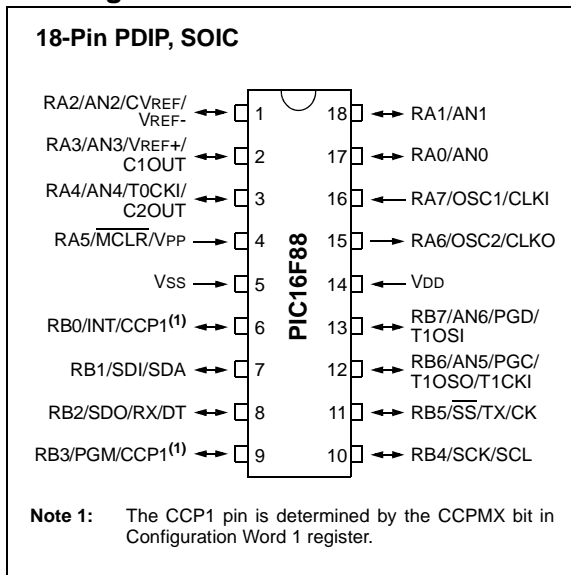 18-Pin PDIP, SOIC
RA2/AN2/CVREF/
VREF-
RA3/AN3/VREF+/
C1OUT
RA4/AN4/T0CKI/
C2OUT
RA5/MCLR/VPP
VSS
RB0/INT/CCP1(1)
RB1/SDI/SDA
RB2/SDO/RX/DT
RB3/PGM/CCP1(1)
1
2
3
4
5
6
7
8
9
PIC16F88
18
17
16
15
14
13
12
11
10
RA1/AN1
RA0/AN0
RA7/OSC1/CLKI
RA6/OSC2/CLKO
VDD
RB7/AN6/PGD/
T1OSI
RB6/AN5/PGC/
T1OSO/T1CKI
RB5/SS/TX/CK
RB4/SCK/SCL
Note 1: The CCP1 pin is determined by the CCPMX bit in
Configuration Word 1 register.